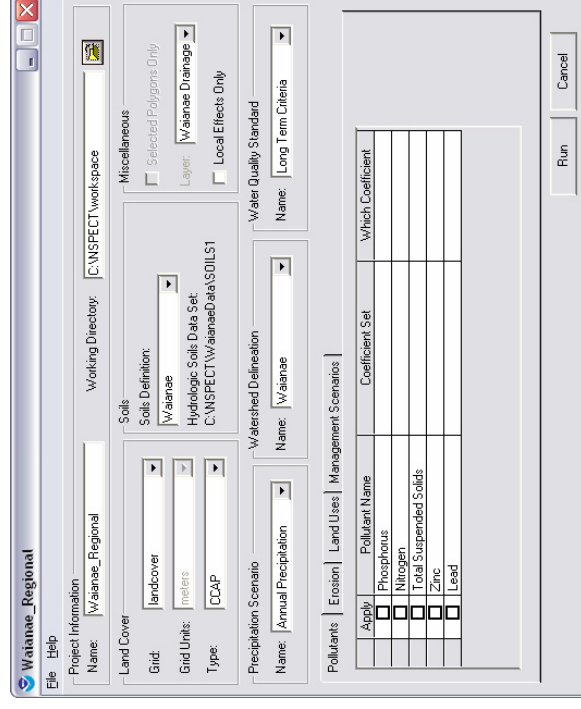 Waianae_Regional
File Help
Project Information
Name: Waianae_Regional Working Directory: C:\NSPECT\workspace
Land Cover
Grid: landcover
Grid Units: meters
Type: CCAP
Soils
Soils Definition:
Waianae
Hydrologic Soils Data Set:
C:\NSPECT\WaianaeData\SOILS1
Miscellaneous
Selected Polygons Only
Layer: Waianae Drainage
Local Effects Only
Precipitation Scenario
Name: Annual Precipitation
Watershed Delineation
Name: Waianae
Water Quality Standard
Name: Long Term Criteria
Pollutants Erosion Land Uses Management Scenarios
Apply Pollutant Name Coefficient Set Which Coefficient
Phosphorus
Nitrogen
Total Suspended Solids
Zinc
Lead
Run Cancel